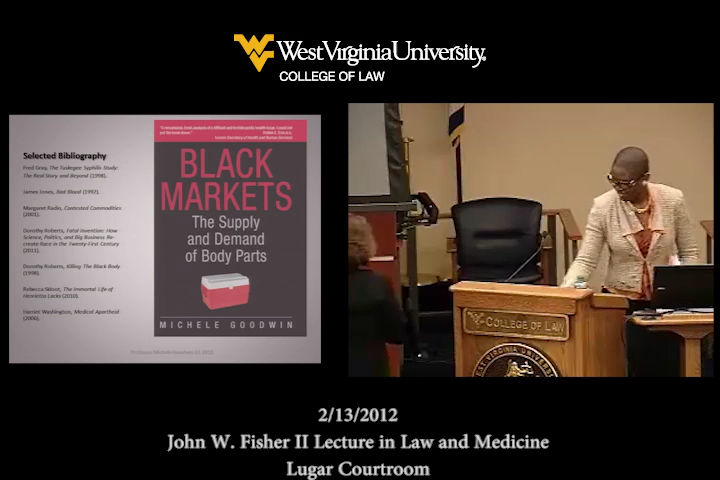 WestVirginiaUniversity.
COLLEGE OF LAW
Selected Bibliography
Fred Gray, The Tuskegee Syphilis Study:
The Real Story and Beyond (1998).
James Jones, Bad Blood (1992).
Margaret Radin, Contested Commodities
(2001).
Dorothy Roberts, Fatal Invention: How
Science, Politics, and Big Business Re-
create Race in the Twenty-First Century
(2011).
Dorothy Roberts, Killing The Black Body
(1998).
Rebecca Skloot, The Immortal Life of
Henrietta Lacks (2010).
Harriet Washington, Medical Apartheid
(2006).
BLACK
MARKETS
The Supply
and Demand
of Body Parts
MICHELE GOODWIN
COLLEGE OF LAW
WEST VIRGINIA UNIVERSITY
2/13/2012
John W. Fisher II Lecture in Law and Medicine
Lugar Courtroom